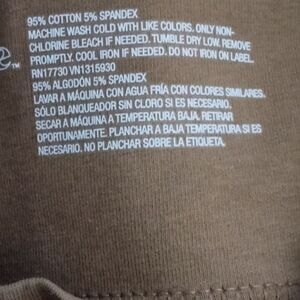 95% COTTON 5% SPANDEX
MACHINE WASH COLD WITH LIKE COLORS. ONLY NON-
CHLORINE BLEACH IF NEEDED. TUMBLE DRY LOW. REMOVE
PROMPTLY. COOL IRON IF NEEDED. DO NOT IRON ON LABEL.
RN17730 VN1315930
95% ALGODÓN 5% SPANDEX
LAVAR A MÁQUINA CON AGUA FRÍA CON COLORES SIMILARES.
SÓLO BLANQUEADOR SIN CLORO SI ES NECESARIO.
SECAR A MÁQUINA A TEMPERATURA BAJA. RETIRAR
OPORTUNAMENTE. PLANCHAR A BAJA TEMPERATURA SI ES
NECESARIO. NO PLANCHAR SOBRE LA ETIQUETA.